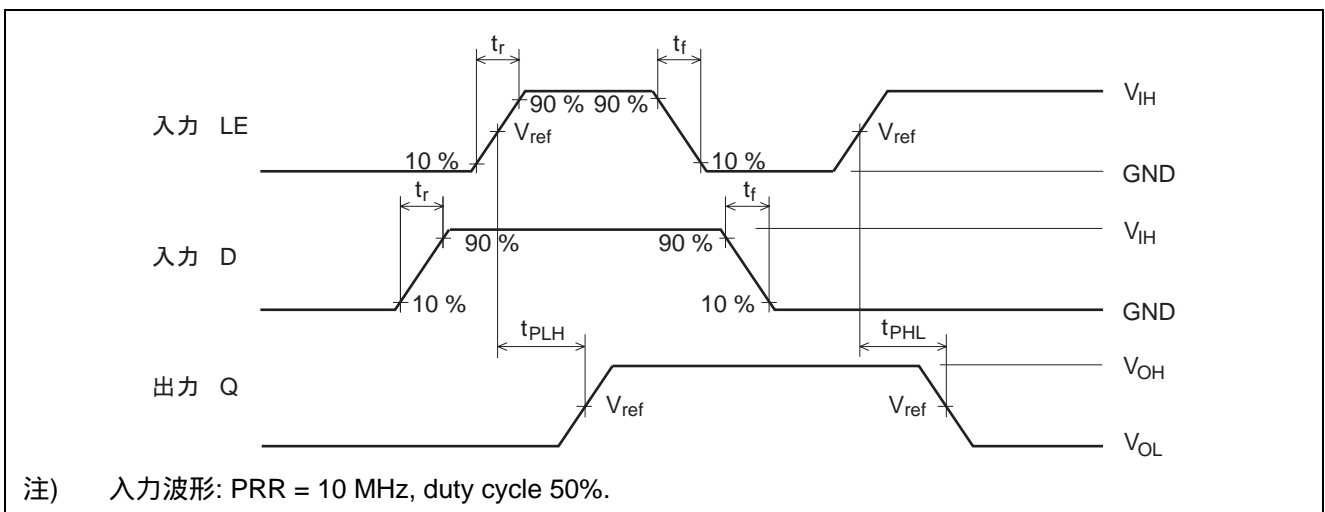 tr tf
90 % 90 % VIH
入力 LE Vref Vref
10 % 10 % GND
tr tf
90 % 90 % VIH
入力 D
10 % 10 % GND
tPLH tPHL
VOH
出力 Q Vref Vref
VOL
注) 入力波形: PRR = 10 MHz, duty cycle 50%.